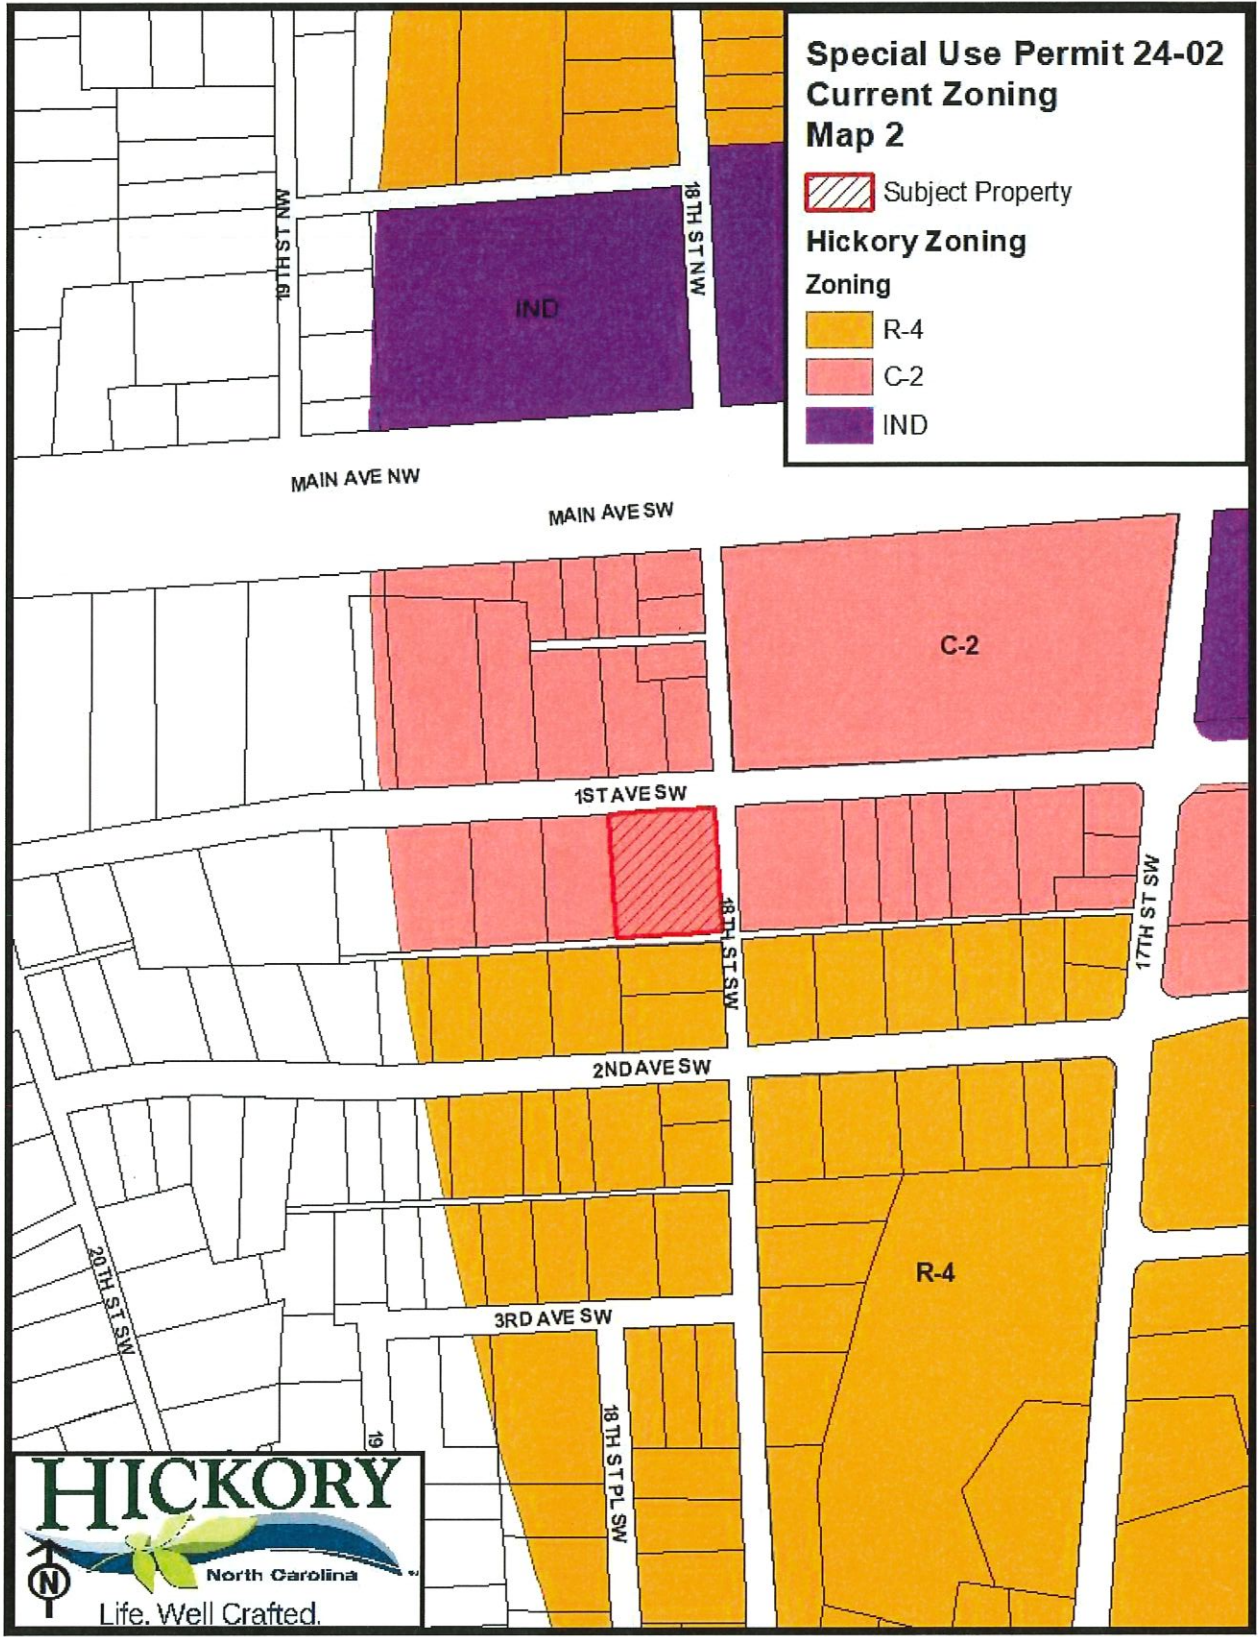 Special Use Permit 24-02
Current Zoning
Map 2
Subject Property
Hickory Zoning
Zoning
R-4
C-2
IND
19TH ST NW
18TH ST NW
IND
MAIN AVE NW
MAIN AVE SW
C-2
1ST AVE SW
18TH ST SW
17TH ST SW
2ND AVE SW
R-4
20TH ST SW
3RD AVE SW
18TH ST PL SW
19
HICKORY
North Carolina
Life. Well Crafted.
N